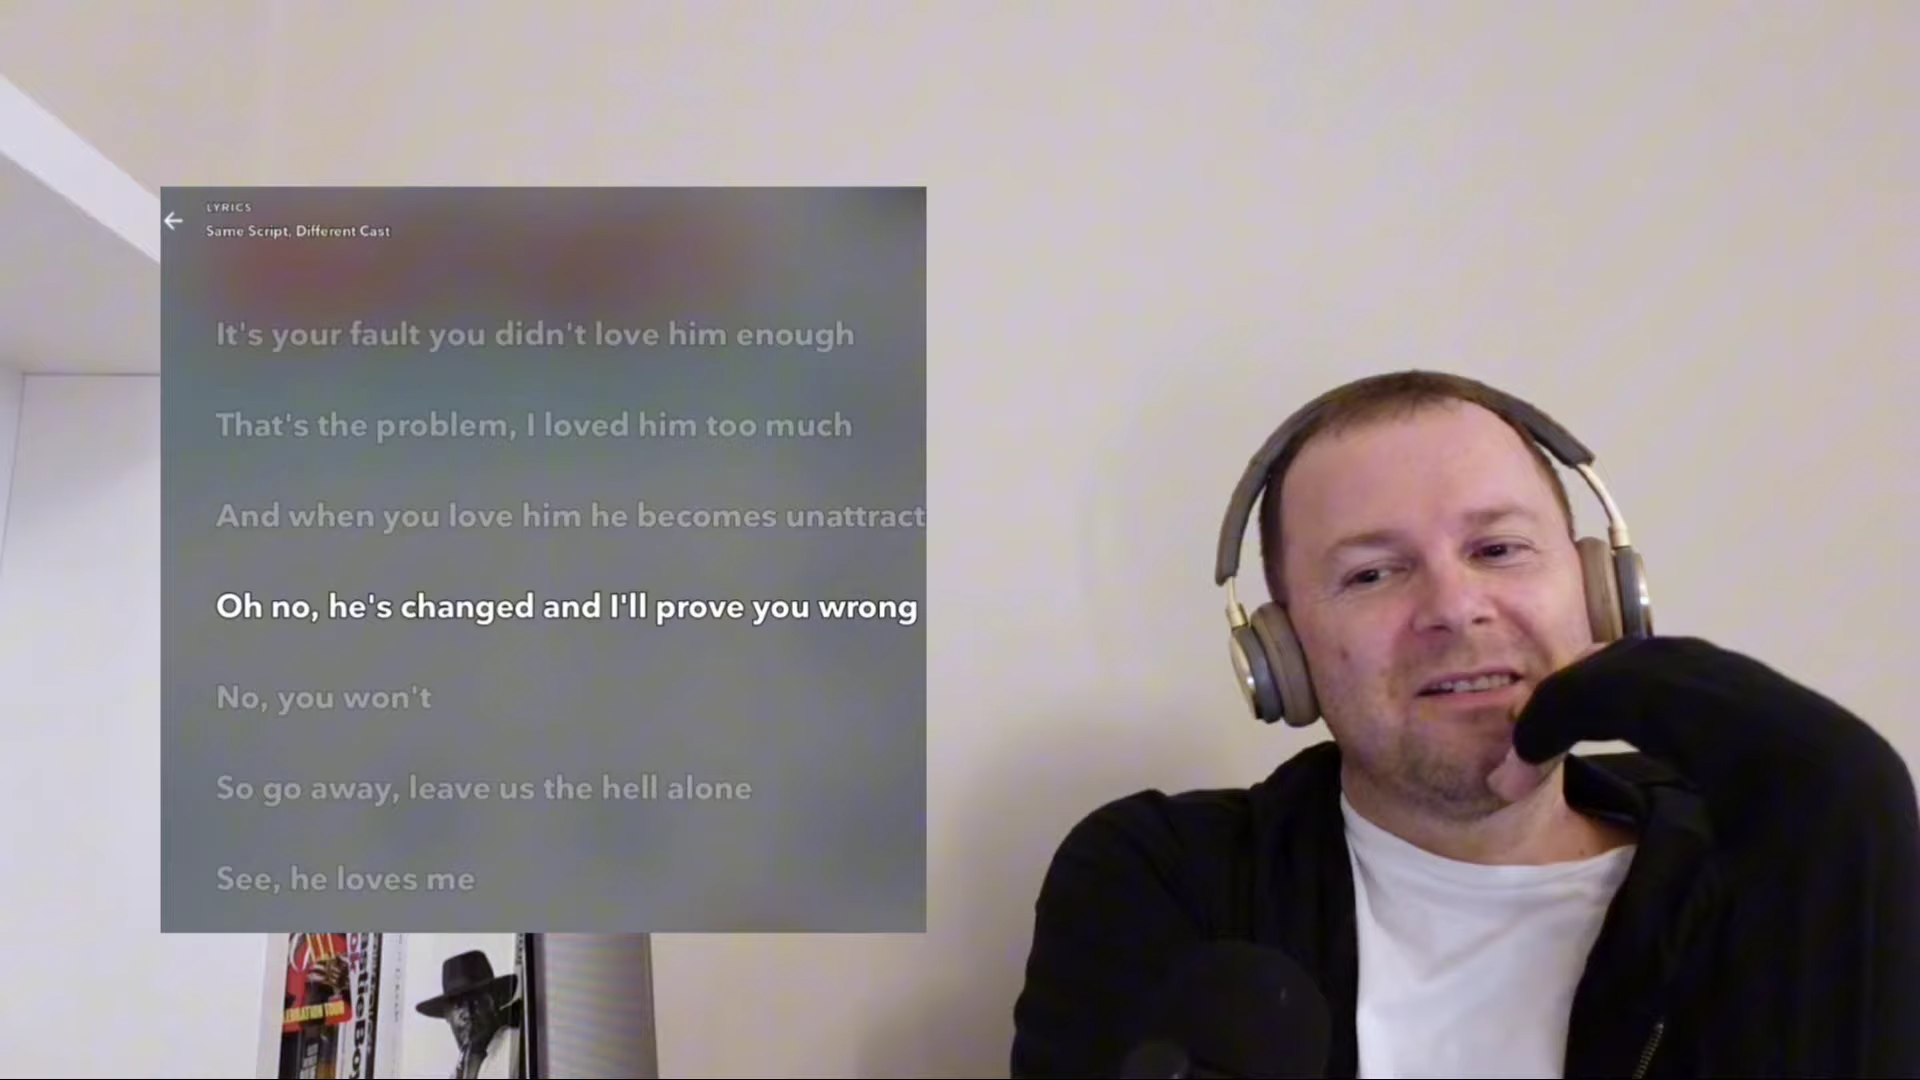 LYRICS
Same Script, Different Cast
It's your fault you didn't love him enough
That's the problem, I loved him too much
And when you love him he becomes unattract
Oh no, he's changed and I'll prove you wrong
No, you won't
So go away, leave us the hell alone
See, he loves me